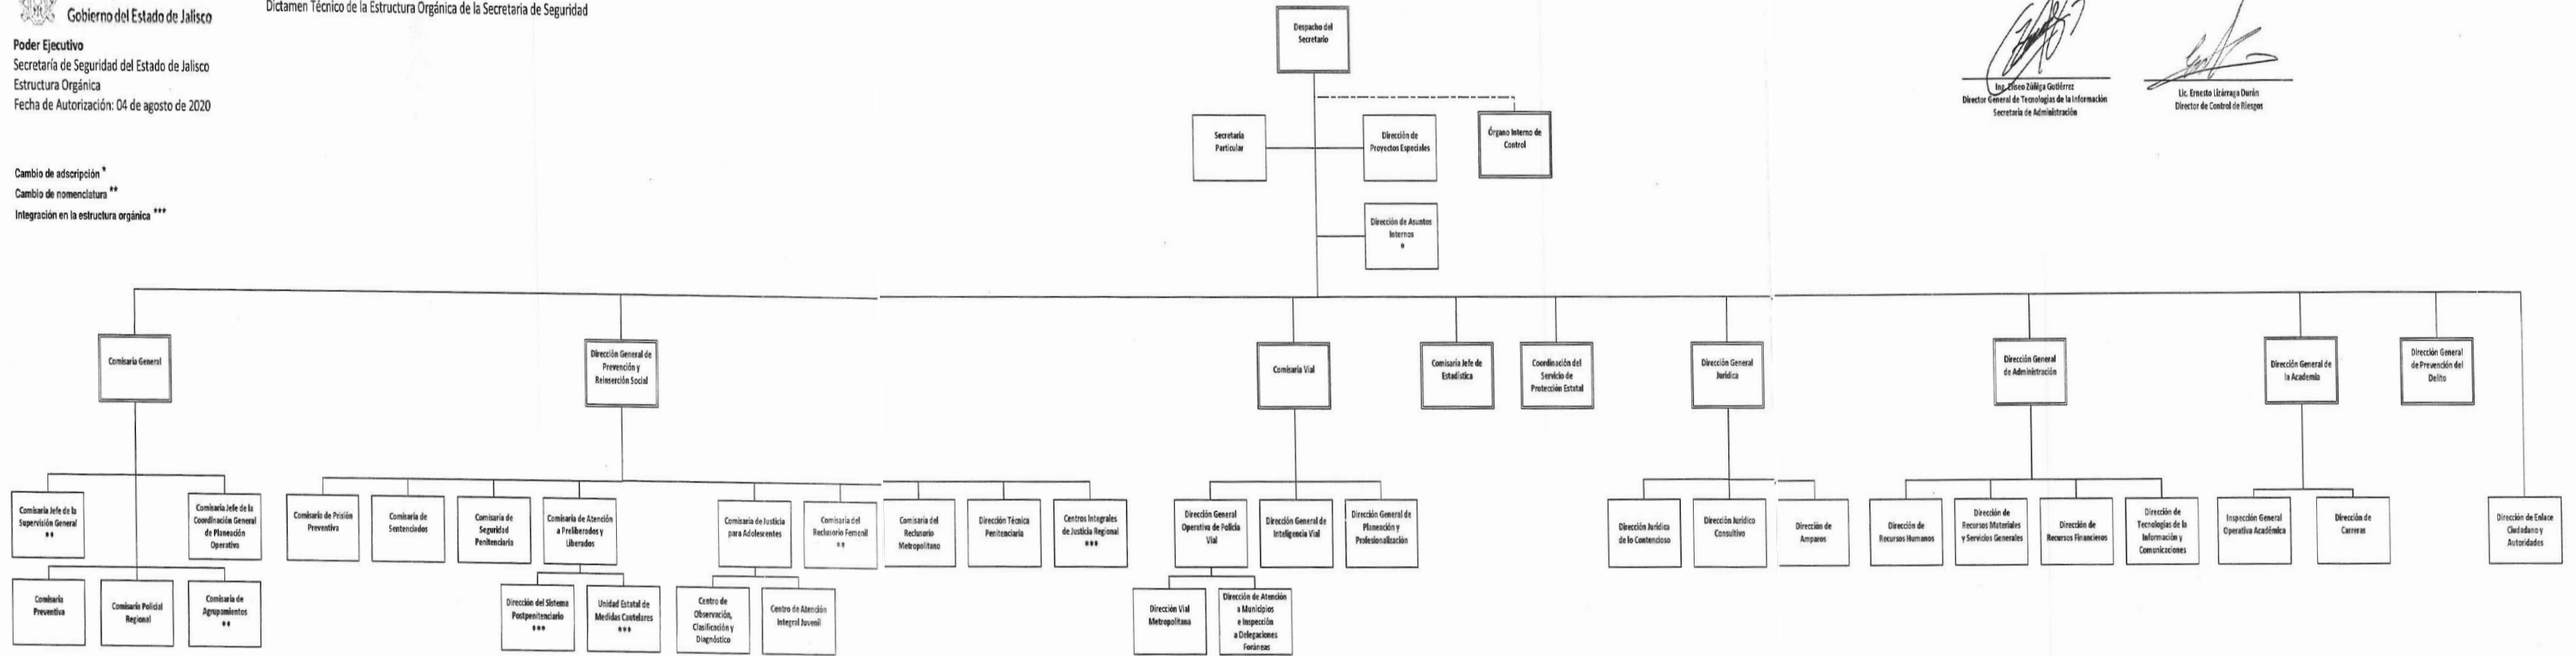 Gobierno del Estado de Jalisco
Dictamen Técnico de la Estructura Orgánica de la Secretaria de Seguridad
Poder Ejecutivo
Secretaría de Seguridad del Estado de Jalisco
Estructura Orgánica
Fecha de Autorización: 04 de agosto de 2020
Cambio de adscripción *
Cambio de nomenclatura **
Integración en la estructura orgánica ***
Despacho del
Secretario
Ing. Eliseo Zúñiga Gutiérrez
Director General de Tecnologías de la Información
Secretaria de Administración
Lic. Ernesto Lizárraga Durán
Director de Control de Riesgos
Secretaría
Particular
Dirección de
Proyectos Especiales
Órgano Interno de
Control
Dirección de Asuntos
Internos
*
Comisaría General
Dirección General de
Prevención y
Reinserción Social
Comisaría Vial
Comisaría Jefe de
Estadística
Coordinación del
Servicio de
Protección Estatal
Dirección General
Jurídica
Dirección General
de Administración
Dirección General de
la Academia
Dirección General
de Prevención del
Delito
Comisaría Jefe de la
Supervisión General
**
Comisaría Jefe de la
Coordinación General
de Planeación
Operativa
Comisaría de Prisión
Preventiva
Comisaría de
Sentenciados
Comisaría de
Seguridad
Penitenciaria
Comisaría de Atención
a Preliberados y
Liberados
Comisaría de Justicia
para Adolescentes
Comisaría del
Reclusorio Femenil
**
Comisaría del
Reclusorio
Metropolitano
Dirección Técnica
Penitenciaria
Centros Integrales
de Justicia Regional
***
Dirección General
Operativa de Policía
Vial
Dirección General de
Inteligencia Vial
Dirección General de
Planeación y
Profesionalización
Dirección Jurídica
de lo Contencioso
Dirección Jurídico
Consultivo
Dirección de
Amparos
Dirección de
Recursos Humanos
Dirección de
Recursos Materiales
y Servicios Generales
Dirección de
Recursos Financieros
Dirección de
Tecnologías de la
Información y
Comunicaciones
Inspección General
Operativa Académica
Dirección de
Carreras
Dirección de Enlace
Ciudadano y
Autoridades
Comisaría
Preventiva
Comisaría Policial
Regional
Comisaría de
Agrupamientos
**
Dirección del Sistema
Postpenitenciario
***
Unidad Estatal de
Medidas Cautelares
***
Centro de
Observación,
Clasificación y
Diagnóstico
Centro de Atención
Integral Juvenil
Dirección Vial
Metropolitana
Dirección de Atención
a Municipios
e Inspección
a Delegaciones
Foráneas